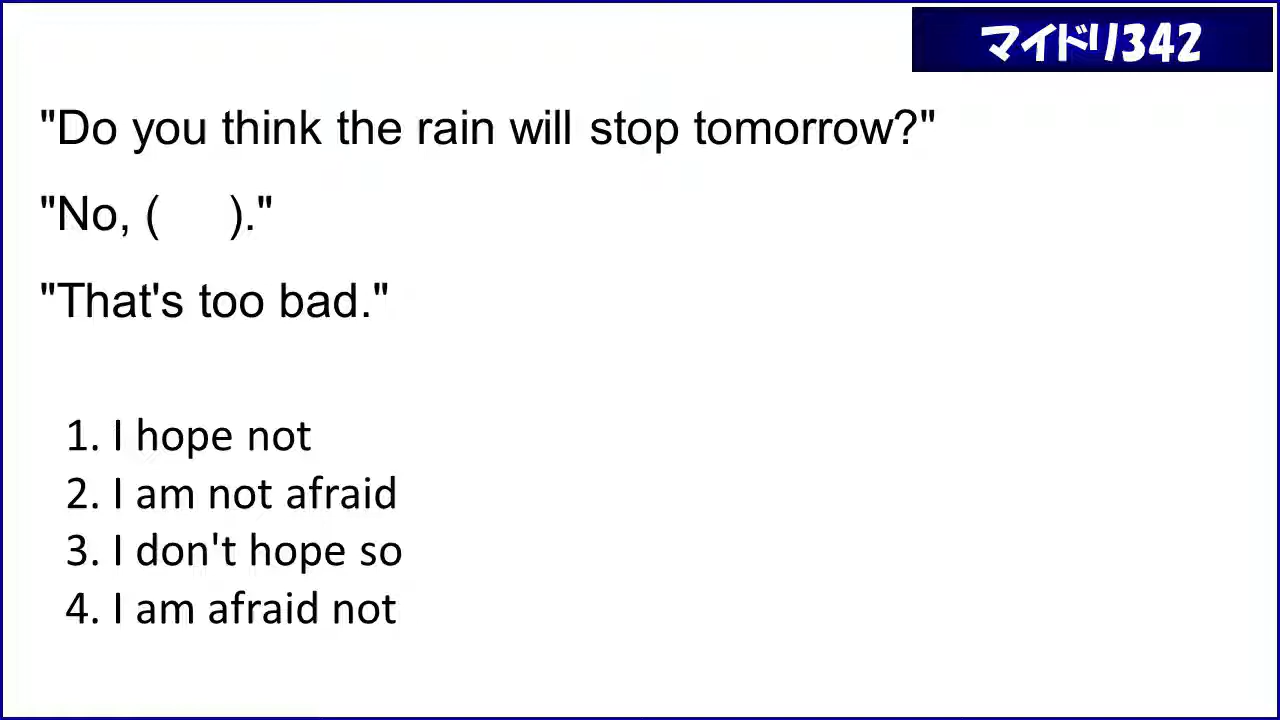 マイドリ342
"Do you think the rain will stop tomorrow?"
"No, (     )."
"That's too bad."
1. I hope not
2. I am not afraid
3. I don't hope so
4. I am afraid not